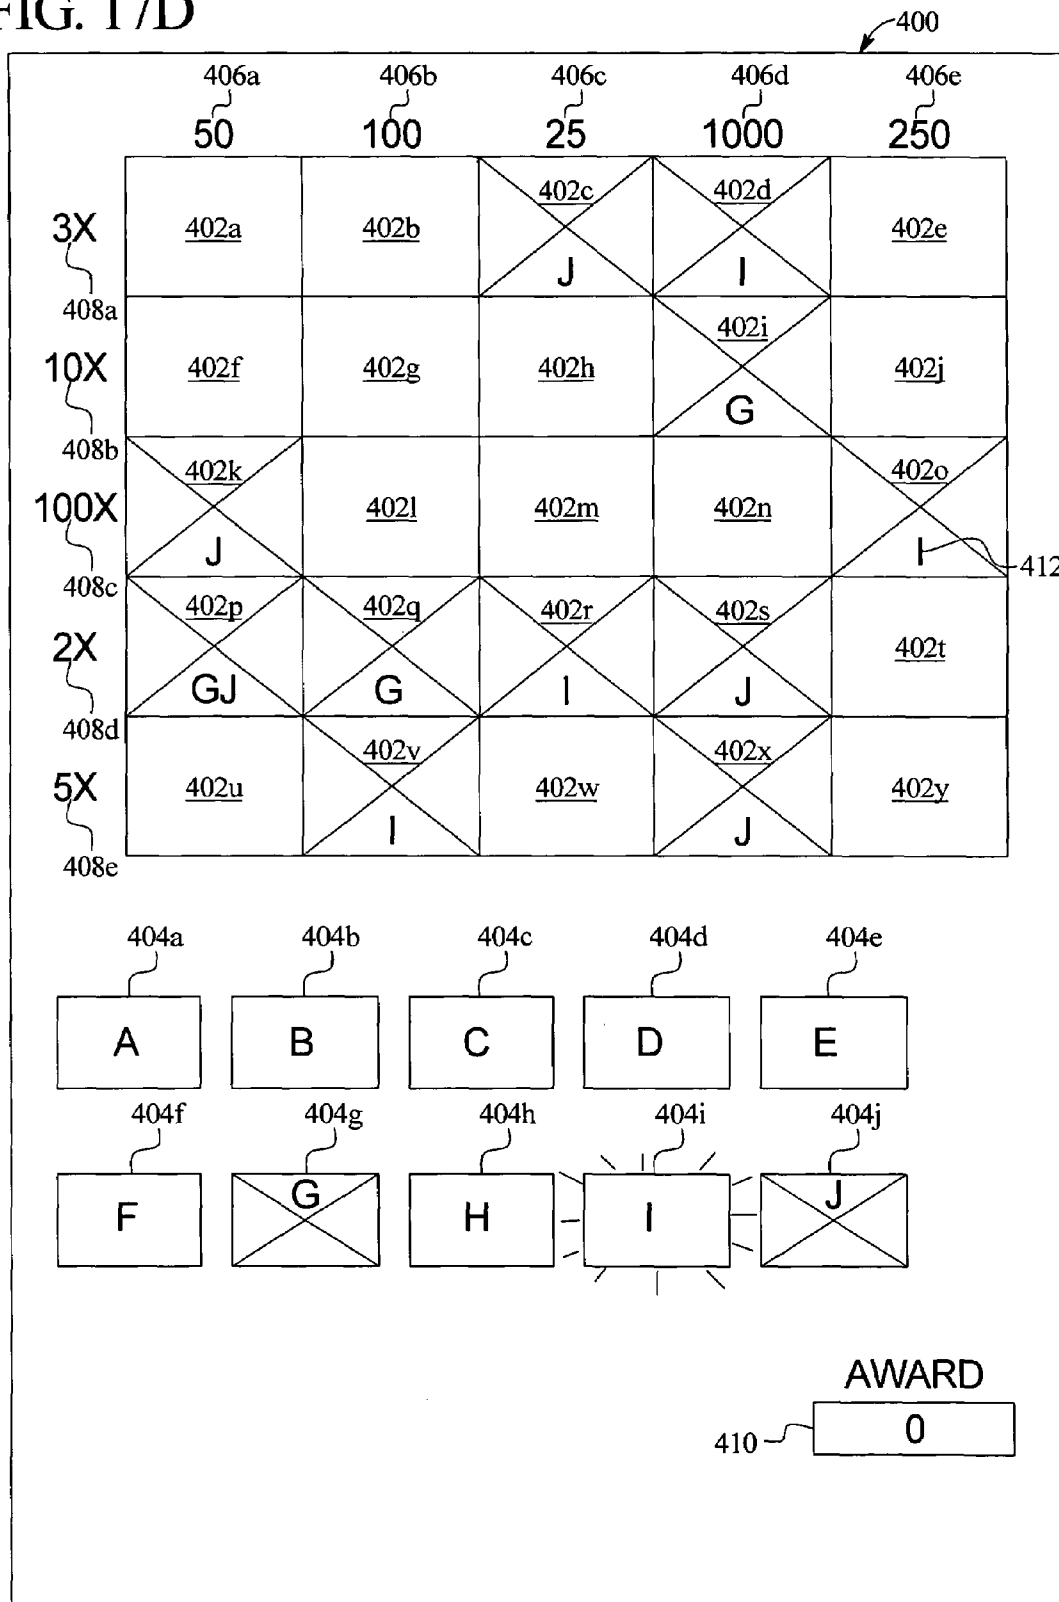 FIG. 17D
400
406a 406b 406c 406d 406e
50 100 25 1000 250
3X 402a 402b 402c 402d 402e
J I
408a
10X 402f 402g 402h 402i 402j
G
408b
100X 402k 402l 402m 402n 402o
J I 412
408c
2X 402p 402q 402r 402s 402t
GJ G I J
408d
5X 402u 402v 402w 402x 402y
I J
408e
404a 404b 404c 404d 404e
A B C D E
404f 404g 404h 404i 404j
F G H I J
AWARD
410 0